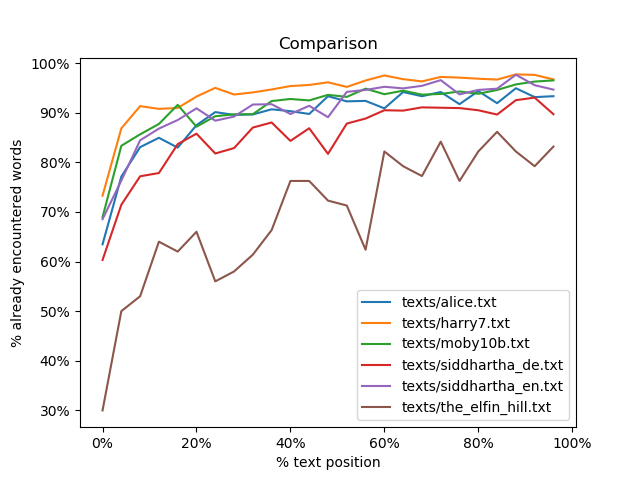 Comparison
100%
90%
80%
70%
60%
50%
40%
30%
% already encountered words
texts/alice.txt
texts/harry7.txt
texts/moby10b.txt
texts/siddhartha_de.txt
texts/siddhartha_en.txt
texts/the_elfin_hill.txt
0% 20% 40% 60% 80% 100%
% text position